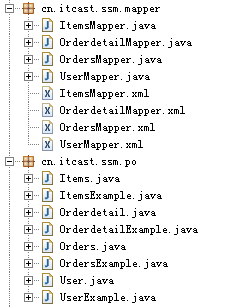 cn.itcast.ssm.mapper
ItemsMapper.java
OrderdetailMapper.java
OrdersMapper.java
UserMapper.java
ItemsMapper.xml
OrderdetailMapper.xml
OrdersMapper.xml
UserMapper.xml
cn.itcast.ssm.po
Items.java
ItemsExample.java
Orderdetail.java
OrderdetailExample.java
Orders.java
OrdersExample.java
User.java
UserExample.java